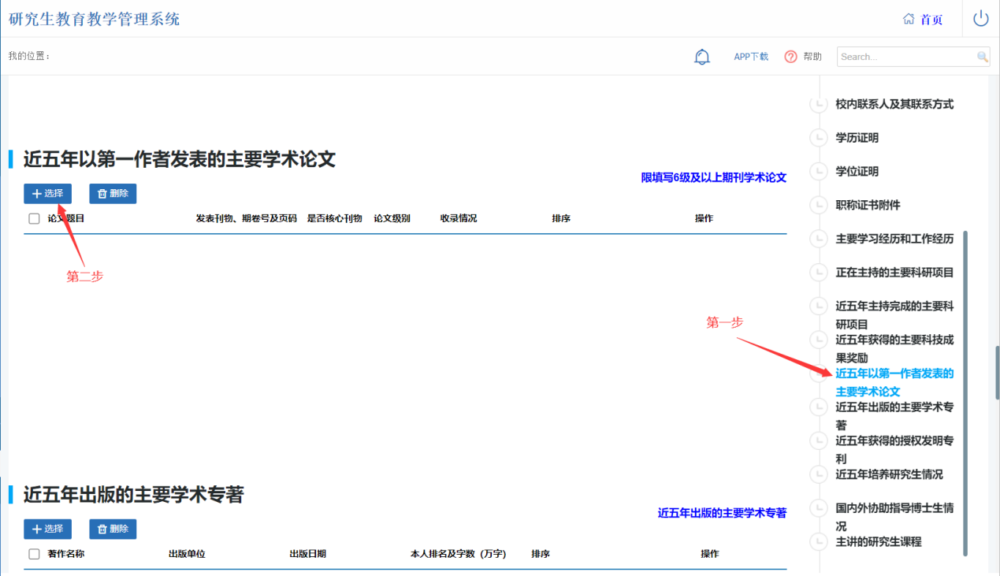 研究生教育教学管理系统
首页
我的位置：
APP下载
帮助
Search...
近五年以第一作者发表的主要学术论文
限填写6级及以上期刊学术论文
选择
删除
论文题目 发表刊物、期卷号及页码 是否核心刊物 论文级别 收录情况 排序 操作
第二步
近五年出版的主要学术专著
近五年出版的主要学术专著
选择
删除
著作名称 出版单位 出版日期 本人排名及字数（万字） 排序 操作
校内联系人及其联系方式
学历证明
学位证明
职称证书附件
主要学习经历和工作经历
正在主持的主要科研项目
近五年主持完成的主要科
研项目
近五年获得的主要科技成
果奖励
第一步
近五年以第一作者发表的
主要学术论文
近五年出版的主要学术专
著
近五年获得的授权发明专
利
近五年培养研究生情况
国内外协助指导博士生情
况
主讲的研究生课程